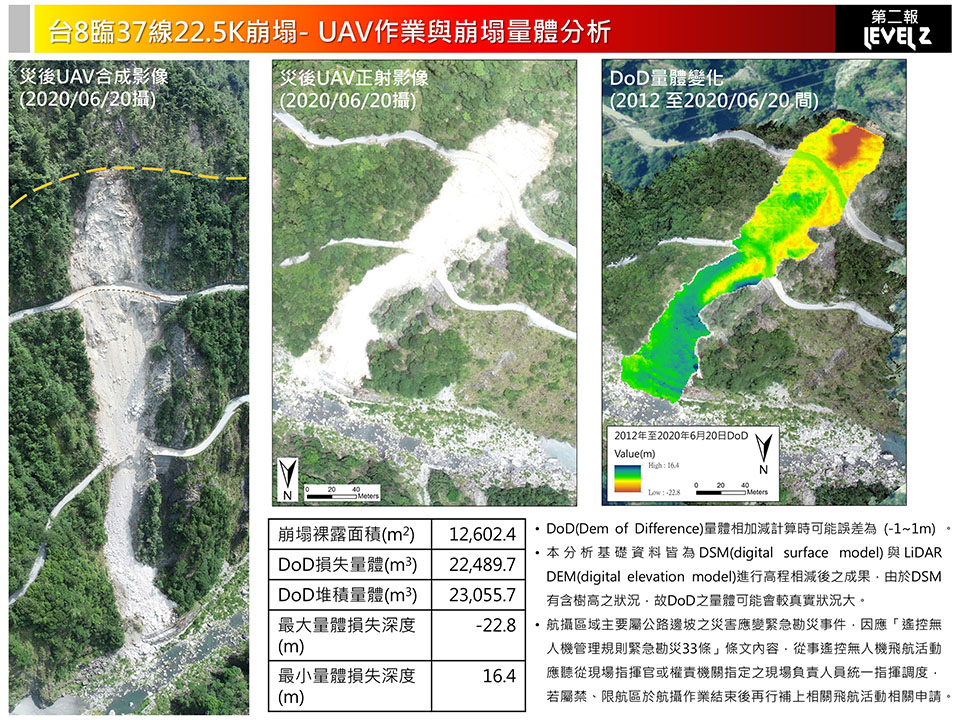 台8臨37線22.5K崩塌- UAV作業與崩塌量體分析
第二報
LEVEL 2
災後UAV合成影像
(2020/06/20攝)
災後UAV正射影像
(2020/06/20攝)
DoD量體變化
(2012 至2020/06/20 間)
N
0 20 40
Meters
2012年至2020年6月20日DoD
Value(m)
High : 16.4
Low : -22.8
N
0 20 40
Meters
崩塌裸露面積(m²) 12,602.4
DoD損失量體(m³) 22,489.7
DoD堆積量體(m³) 23,055.7
最大量體損失深度 -22.8
(m)
最小量體損失深度 16.4
(m)
• DoD(Dem of Difference)量體相加減計算時可能誤差為 (-1~1m) 。
• 本分析基礎資料皆為DSM(digital surface model)與LiDAR
DEM(digital elevation model)進行高程相減後之成果，由於DSM
有含樹高之狀況，故DoD之量體可能會較真實狀況大。
• 航攝區域主要屬公路邊坡之災害應變緊急勘災事件，因應「遙控無
人機管理規則緊急勘災33條」條文內容，從事遙控無人機飛航活動
應聽從現場指揮官或權責機關指定之現場負責人員統一指揮調度，
若屬禁、限航區於航攝作業結束後再行補上相關飛航活動相關申請。